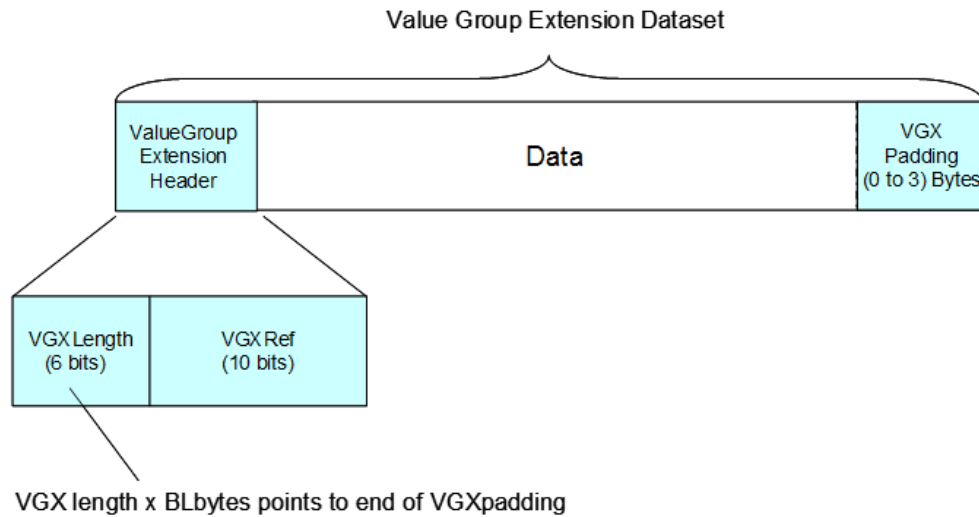 Value Group Extension Dataset
ValueGroup
Extension
Header
Data
VGX
Padding
(0 to 3) Bytes
VGX Length
(6 bits)
VGX Ref
(10 bits)
VGX length x BLbytes points to end of VGXpadding